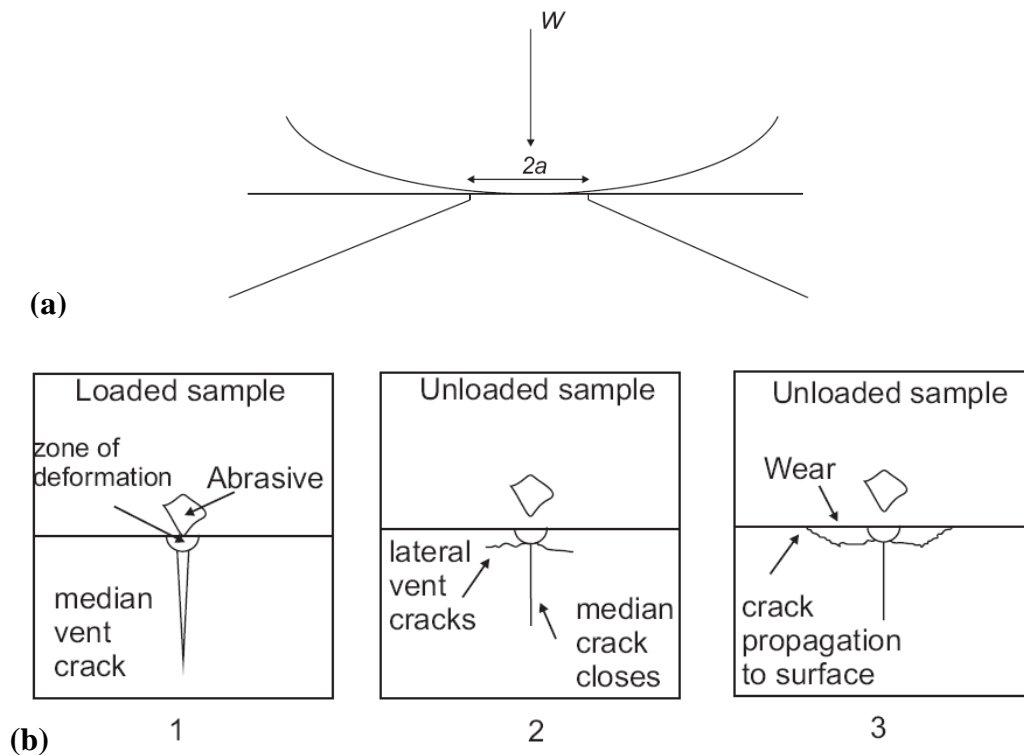 W
2a
(a)
Loaded sample
zone of
deformation
Abrasive
median
vent
crack
1
Unloaded sample
lateral
vent
cracks
median
crack
closes
2
Unloaded sample
Wear
crack
propagation
to surface
3
(b)